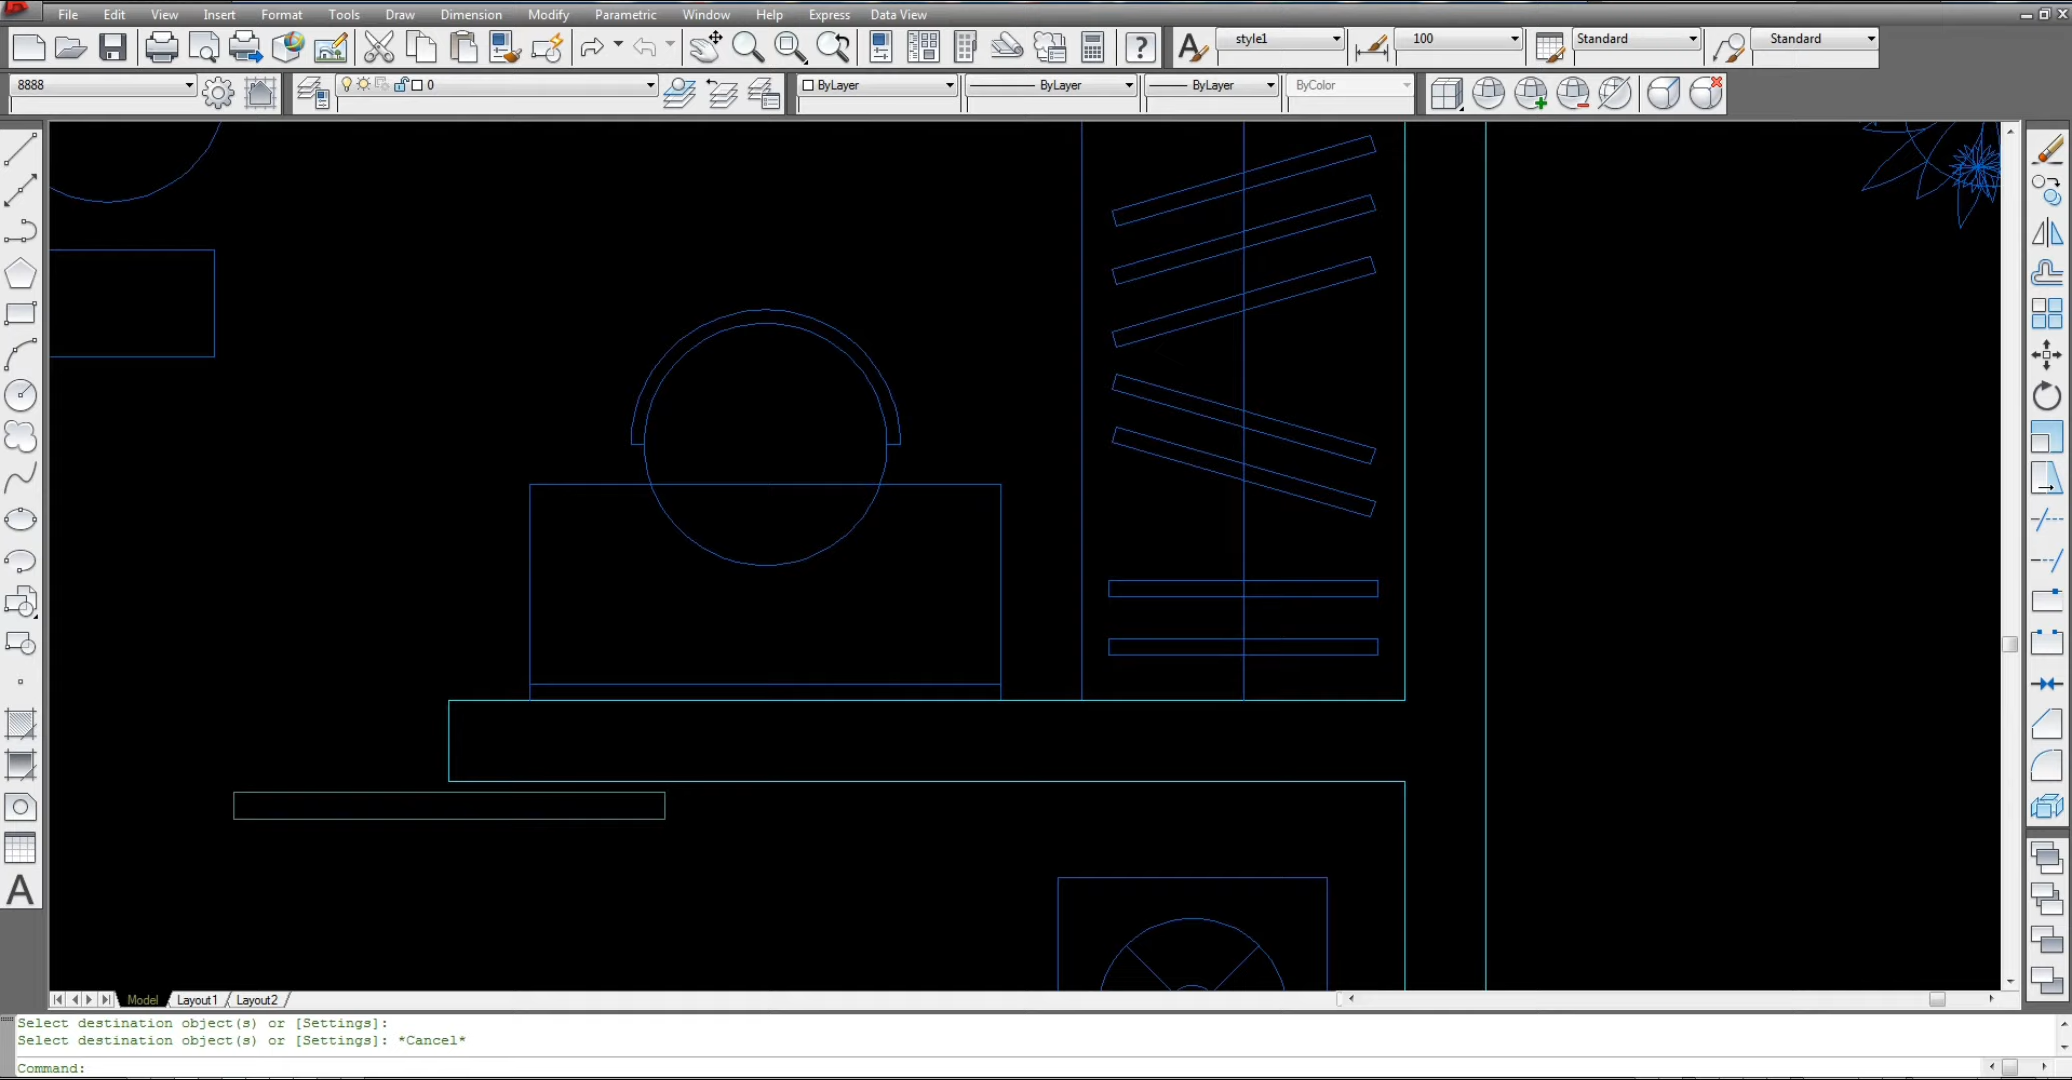 File Edit View Insert Format Tools Draw Dimension Modify Parametric Window Help Express Data View
style1 100 Standard Standard
8888 0 ByLayer ByLayer ByLayer ByColor
A
Model Layout1 Layout2
Select destination object(s) or [Settings]:
Select destination object(s) or [Settings]: *Cancel*
Command: